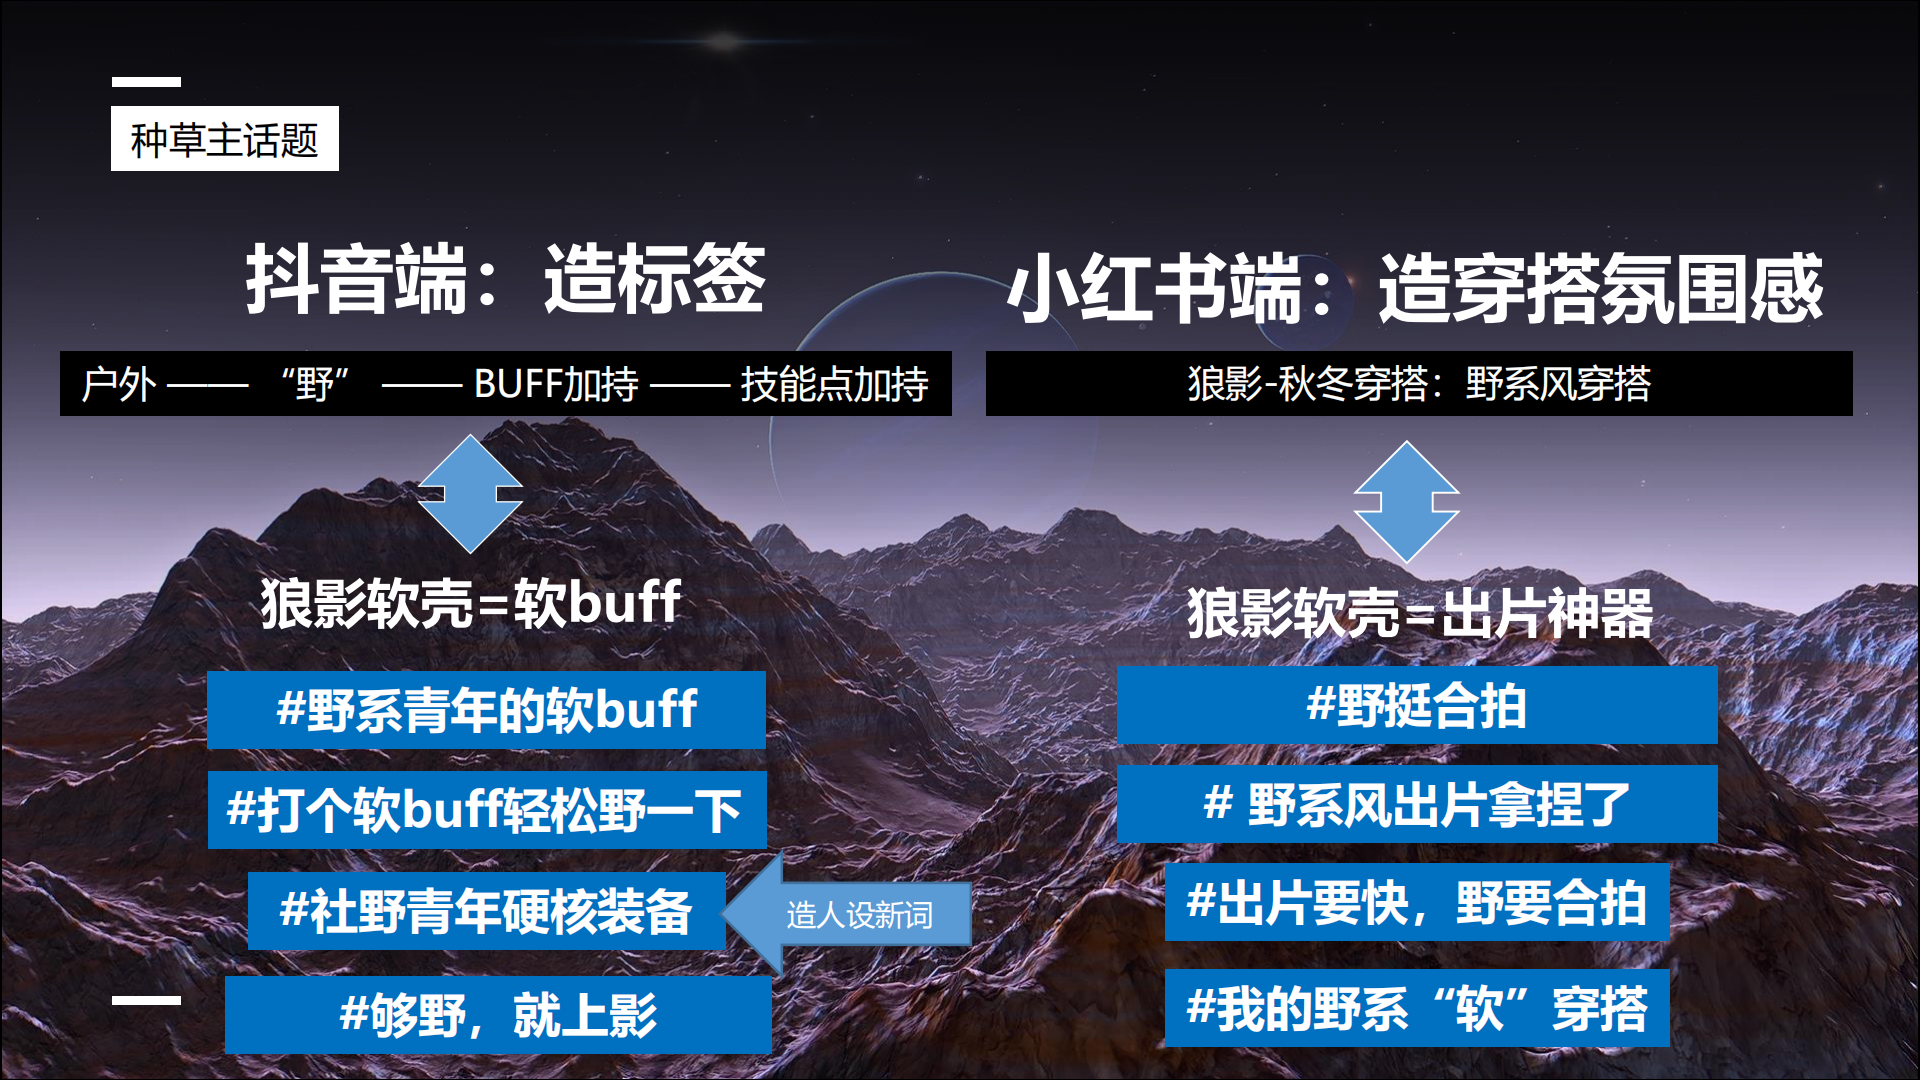 种草主话题
抖音端：造标签
户外 —— “野” —— BUFF加持 —— 技能点加持
狼影软壳=软buff
#野系青年的软buff
#打个软buff轻松野一下
#社野青年硬核装备
造人设新词
#够野，就上影
小红书端：造穿搭氛围感
狼影-秋冬穿搭：野系风穿搭
狼影软壳=出片神器
#野挺合拍
# 野系风出片拿捏了
#出片要快，野要合拍
#我的野系“软”穿搭